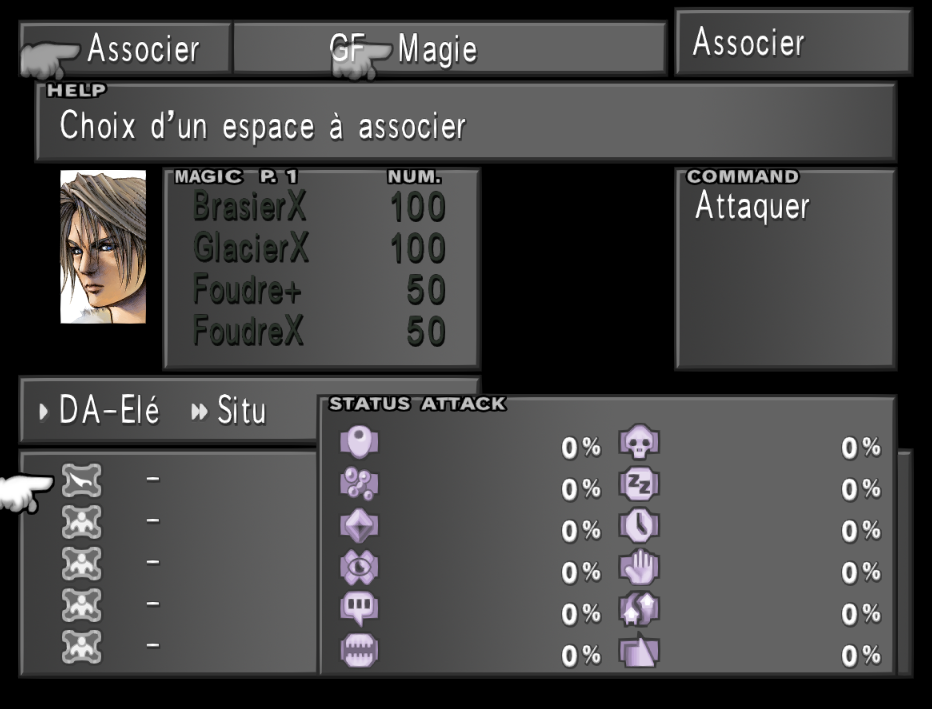 Associer GF Magie Associer
HELP
Choix d'un espace à associer
MAGIC P. 1 NUM.
BrasierX 100
GlacierX 100
Foudre+ 50
FoudreX 50
COMMAND
Attaquer
DA-Elé Situ
STATUS ATTACK
- 0% 0%
- 0% zz 0%
- 0% 0%
- 0% 0%
- 0% 0%
0% 0%